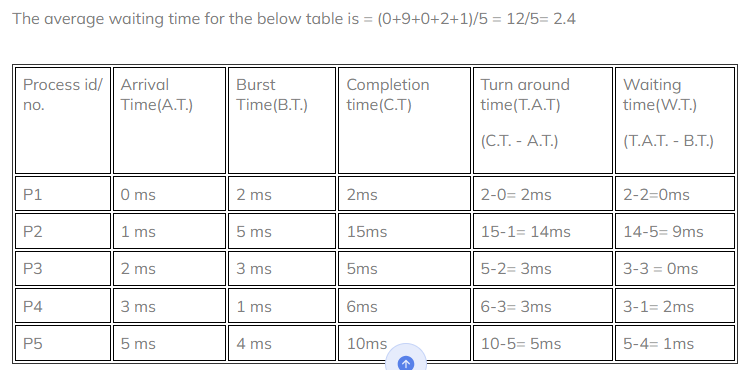 The average waiting time for the below table is = (0+9+0+2+1)/5 = 12/5= 2.4
Process id/ no. Arrival Time(A.T.) Burst Time(B.T.) Completion time(C.T) Turn around time(T.A.T) (C.T. - A.T.) Waiting time(W.T.) (T.A.T. - B.T.)
P1 0 ms 2 ms 2ms 2-0= 2ms 2-2=0ms
P2 1 ms 5 ms 15ms 15-1= 14ms 14-5= 9ms
P3 2 ms 3 ms 5ms 5-2= 3ms 3-3 = 0ms
P4 3 ms 1 ms 6ms 6-3= 3ms 3-1= 2ms
P5 5 ms 4 ms 10ms 10-5= 5ms 5-4= 1ms